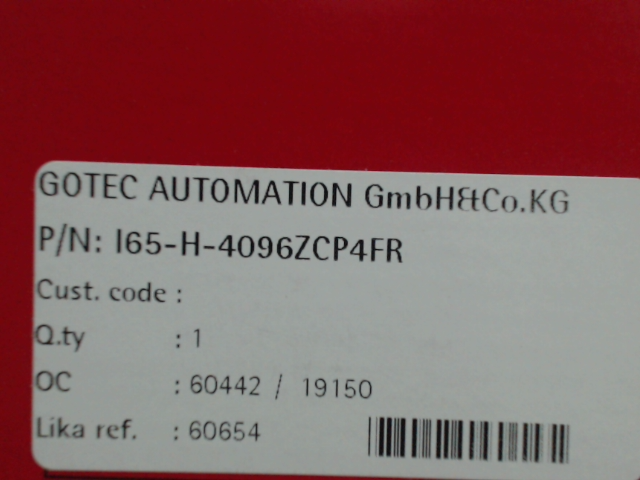 GOTEC AUTOMATION GmbH&Co.KG
P/N: I65-H-4096ZCP4FR
Cust. code :
Q.ty : 1
OC : 60442 / 19150
Lika ref. : 60654